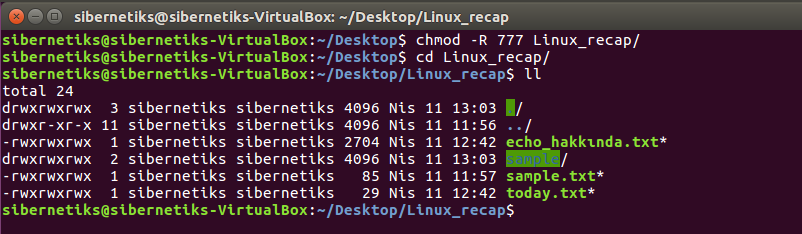 sibernetiks@sibernetiks-VirtualBox: ~/Desktop/Linux_recap
sibernetiks@sibernetiks-VirtualBox:~/Desktop$ chmod -R 777 Linux_recap/
sibernetiks@sibernetiks-VirtualBox:~/Desktop$ cd Linux_recap/
sibernetiks@sibernetiks-VirtualBox:~/Desktop/Linux_recap$ ll
total 24
drwxrwxrwx  3 sibernetiks sibernetiks 4096 Nis 11 13:03 ./
drwxr-xr-x 11 sibernetiks sibernetiks 4096 Nis 11 11:56 ../
-rwxrwxrwx  1 sibernetiks sibernetiks 2704 Nis 11 12:42 echo_hakkında.txt*
drwxrwxrwx  2 sibernetiks sibernetiks 4096 Nis 11 13:03 sample/
-rwxrwxrwx  1 sibernetiks sibernetiks   85 Nis 11 11:57 sample.txt*
-rwxrwxrwx  1 sibernetiks sibernetiks   29 Nis 11 12:42 today.txt*
sibernetiks@sibernetiks-VirtualBox:~/Desktop/Linux_recap$